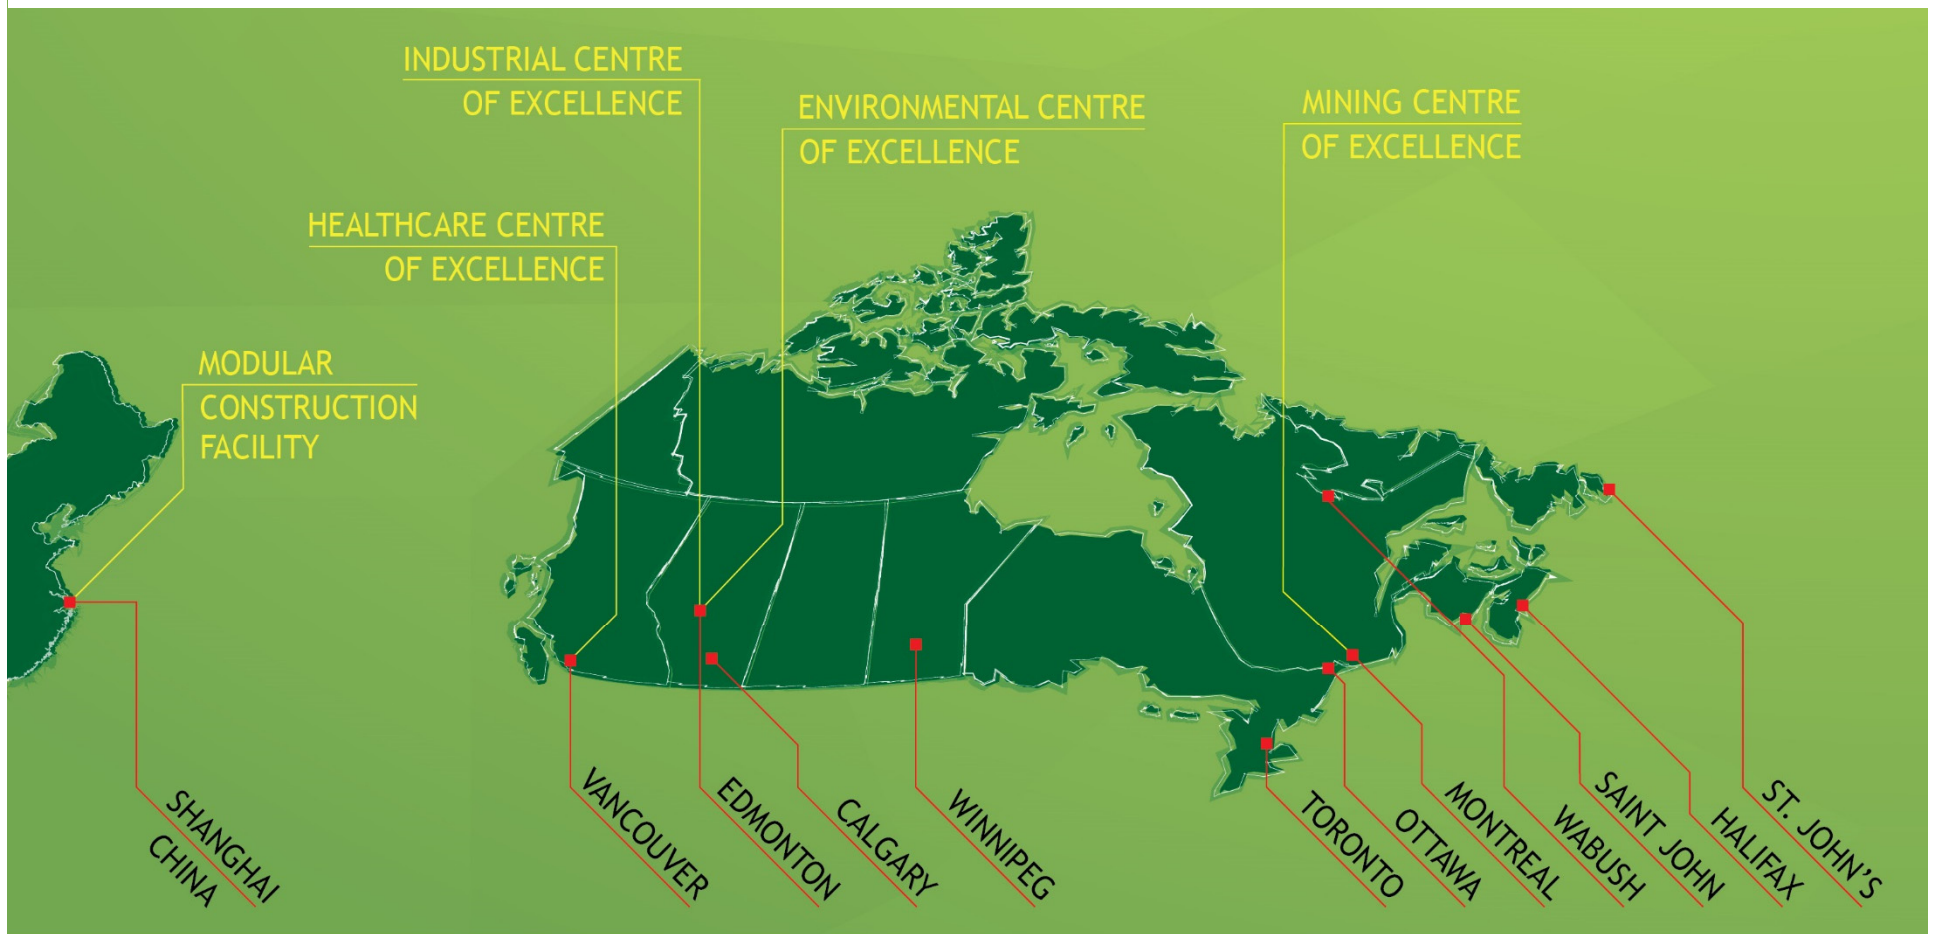 INDUSTRIAL CENTRE
OF EXCELLENCE
ENVIRONMENTAL CENTRE
OF EXCELLENCE
MINING CENTRE
OF EXCELLENCE
HEALTHCARE CENTRE
OF EXCELLENCE
MODULAR
CONSTRUCTION
FACILITY
SHANGHAI
CHINA
VANCOUVER
EDMONTON
CALGARY
WINNIPEG
TORONTO
OTTAWA
MONTREAL
WABUSH
SAINT JOHN
HALIFAX
ST. JOHN'S